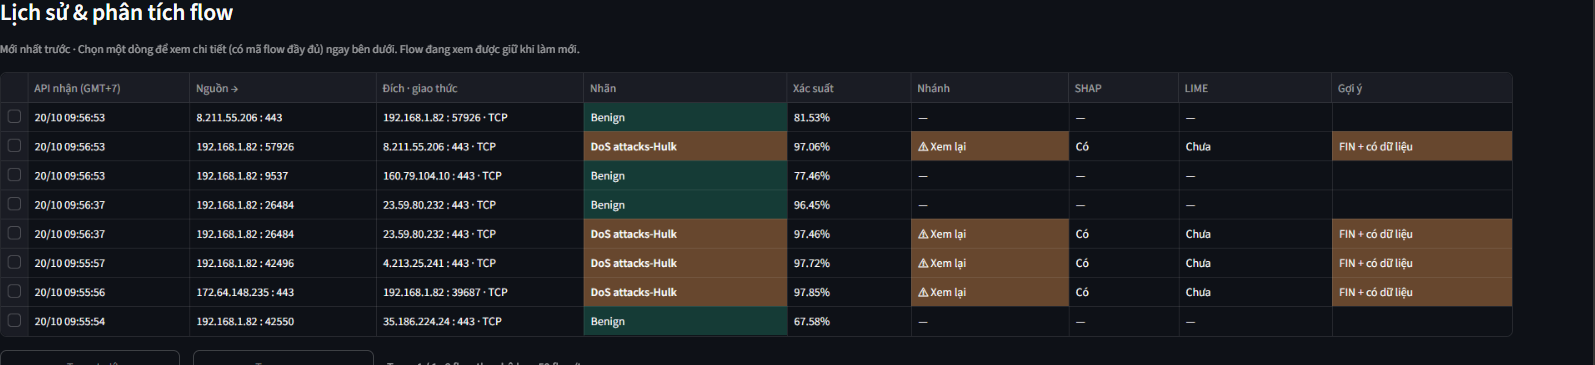 Lịch sử & phân tích flow
Mới nhất trước · Chọn một dòng để xem chi tiết (có mã flow đầy đủ) ngay bên dưới. Flow đang xem được giữ khi làm mới.
API nhận (GMT+7) Nguồn → Đích · giao thức Nhãn Xác suất Nhánh SHAP LIME Gợi ý
20/10 09:56:53 8.211.55.206 : 443 192.168.1.82 : 57926 · TCP Benign 81.53% — — —
20/10 09:56:53 192.168.1.82 : 57926 8.211.55.206 : 443 · TCP DoS attacks-Hulk 97.06% ⚠ Xem lại Có Chưa FIN + có dữ liệu
20/10 09:56:53 192.168.1.82 : 9537 160.79.104.10 : 443 · TCP Benign 77.46% — — —
20/10 09:56:37 192.168.1.82 : 26484 23.59.80.232 : 443 · TCP Benign 96.45% — — —
20/10 09:56:37 192.168.1.82 : 26484 23.59.80.232 : 443 · TCP DoS attacks-Hulk 97.46% ⚠ Xem lại Có Chưa FIN + có dữ liệu
20/10 09:55:57 192.168.1.82 : 42496 4.213.25.241 : 443 · TCP DoS attacks-Hulk 97.72% ⚠ Xem lại Có Chưa FIN + có dữ liệu
20/10 09:55:56 172.64.148.235 : 443 192.168.1.82 : 39687 · TCP DoS attacks-Hulk 97.85% ⚠ Xem lại Có Chưa FIN + có dữ liệu
20/10 09:55:54 192.168.1.82 : 42550 35.186.224.24 : 443 · TCP Benign 67.58% — — —